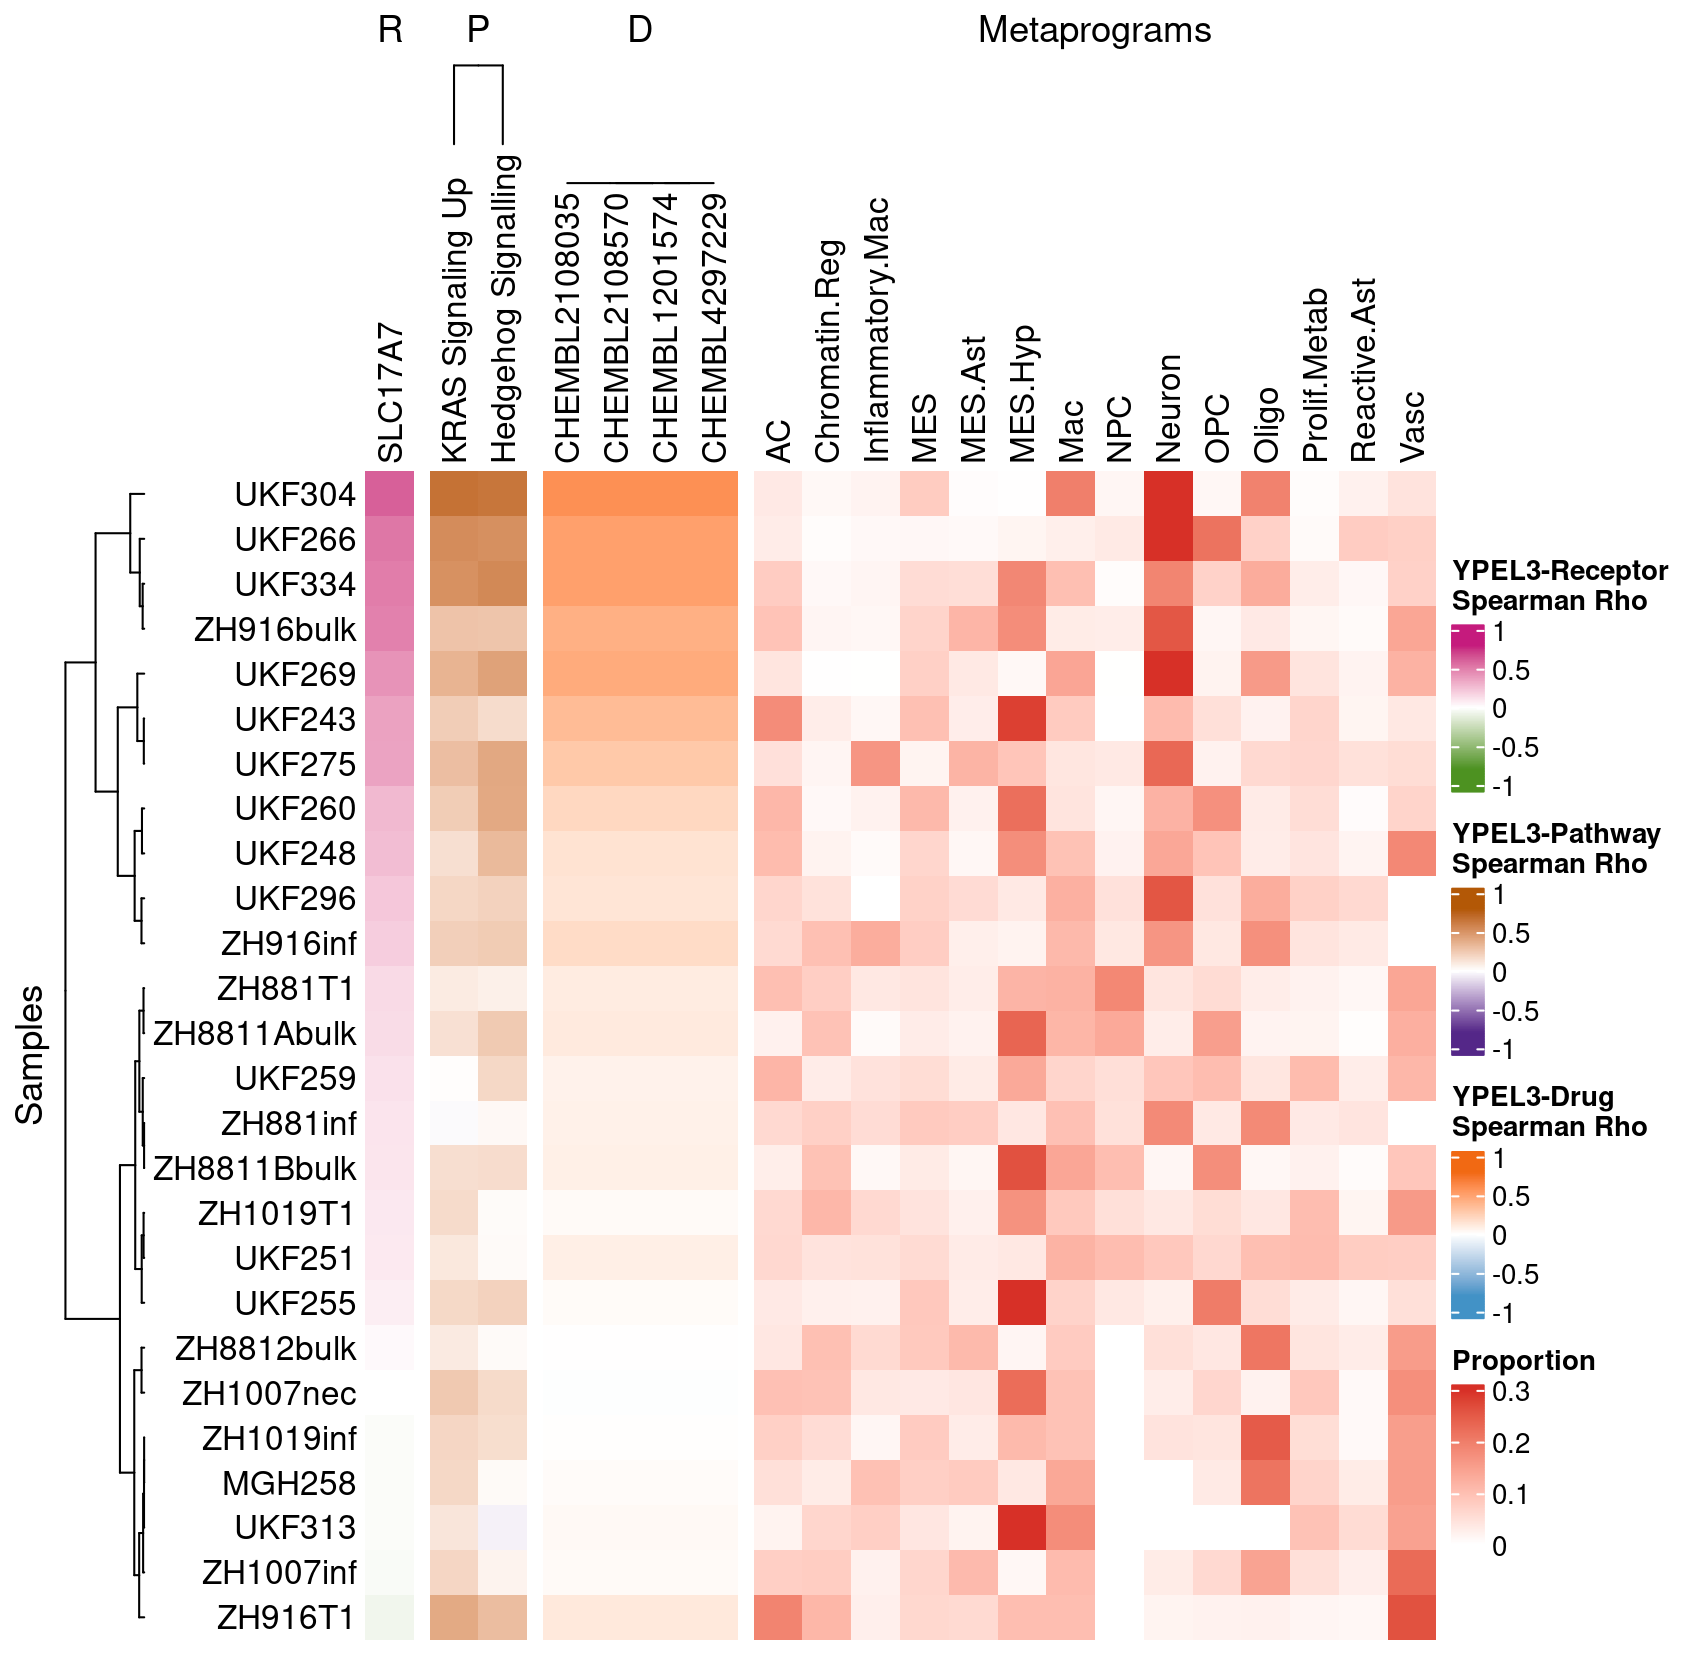 R
P
D
Metaprograms
SLC17A7
KRAS Signaling Up
Hedgehog Signalling
CHEMBL2108035
CHEMBL2108570
CHEMBL1201574
CHEMBL4297229
AC
Chromatin.Reg
Inflammatory.Mac
MES
MES.Ast
MES.Hyp
Mac
NPC
Neuron
OPC
Oligo
Prolif.Metab
Reactive.Ast
Vasc
Samples
UKF304
UKF266
UKF334
ZH916bulk
UKF269
UKF243
UKF275
UKF260
UKF248
UKF296
ZH916inf
ZH881T1
ZH8811Abulk
UKF259
ZH881inf
ZH8811Bbulk
ZH1019T1
UKF251
UKF255
ZH8812bulk
ZH1007nec
ZH1019inf
MGH258
UKF313
ZH1007inf
ZH916T1
YPEL3-Receptor
Spearman Rho
1
0.5
0
-0.5
-1
YPEL3-Pathway
Spearman Rho
1
0.5
0
-0.5
-1
YPEL3-Drug
Spearman Rho
1
0.5
0
-0.5
-1
Proportion
0.3
0.2
0.1
0